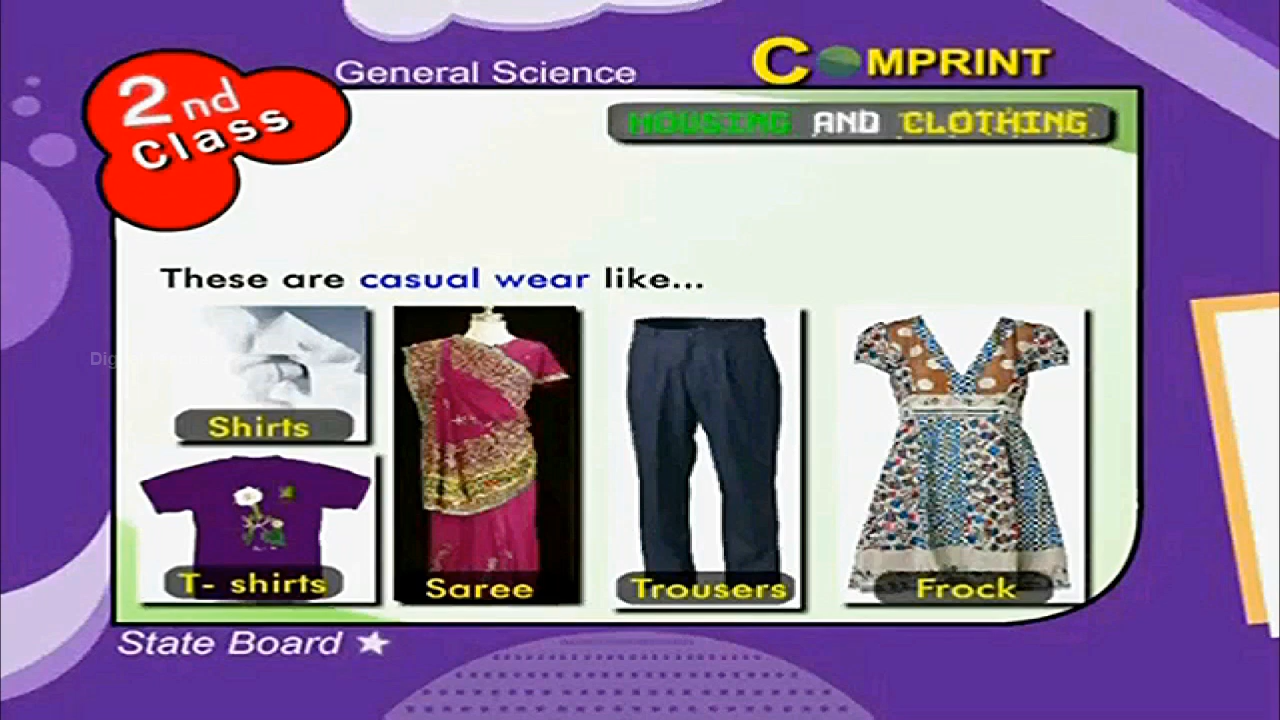 General Science
COMPRINT
2nd
Class
HOUSING AND CLOTHING
These are casual wear like...
Shirts
T- shirts
Saree
Trousers
Frock
State Board